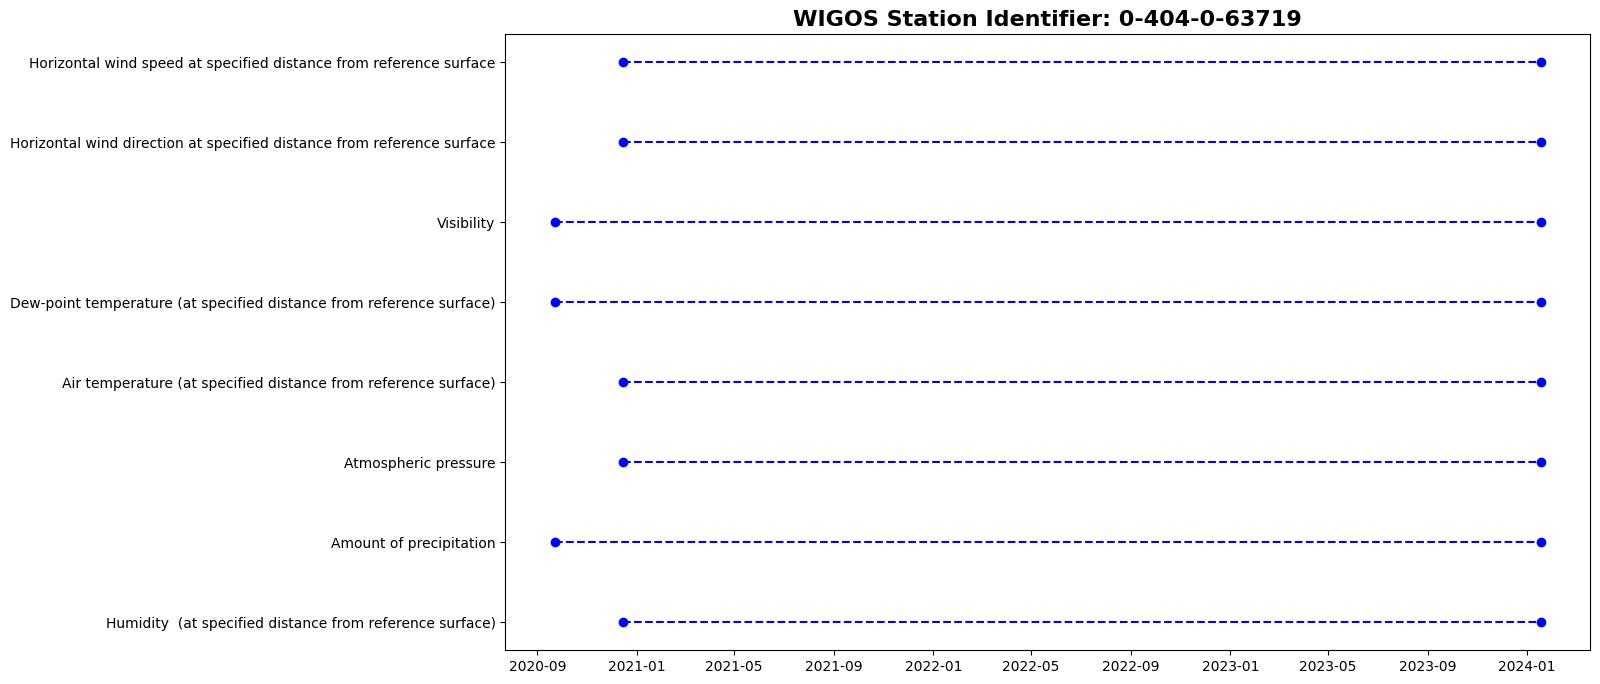 WIGOS Station Identifier: 0-404-0-63719
Horizontal wind speed at specified distance from reference surface
Horizontal wind direction at specified distance from reference surface
Visibility
Dew-point temperature (at specified distance from reference surface)
Air temperature (at specified distance from reference surface)
Atmospheric pressure
Amount of precipitation
Humidity  (at specified distance from reference surface)
2020-09 2021-01 2021-05 2021-09 2022-01 2022-05 2022-09 2023-01 2023-05 2023-09 2024-01